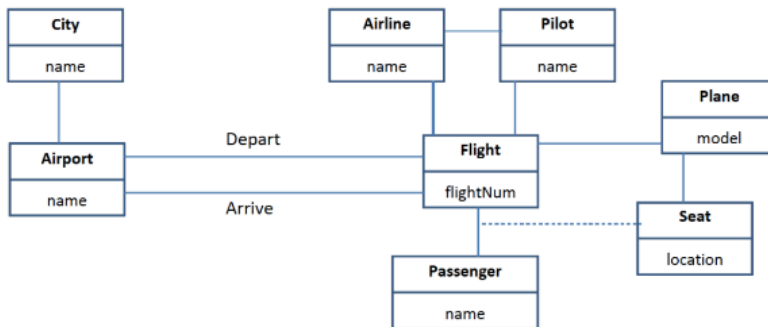 City
name
Airline
name
Pilot
name
Plane
model
Airport
name
Depart
Arrive
Flight
flightNum
Seat
location
Passenger
name